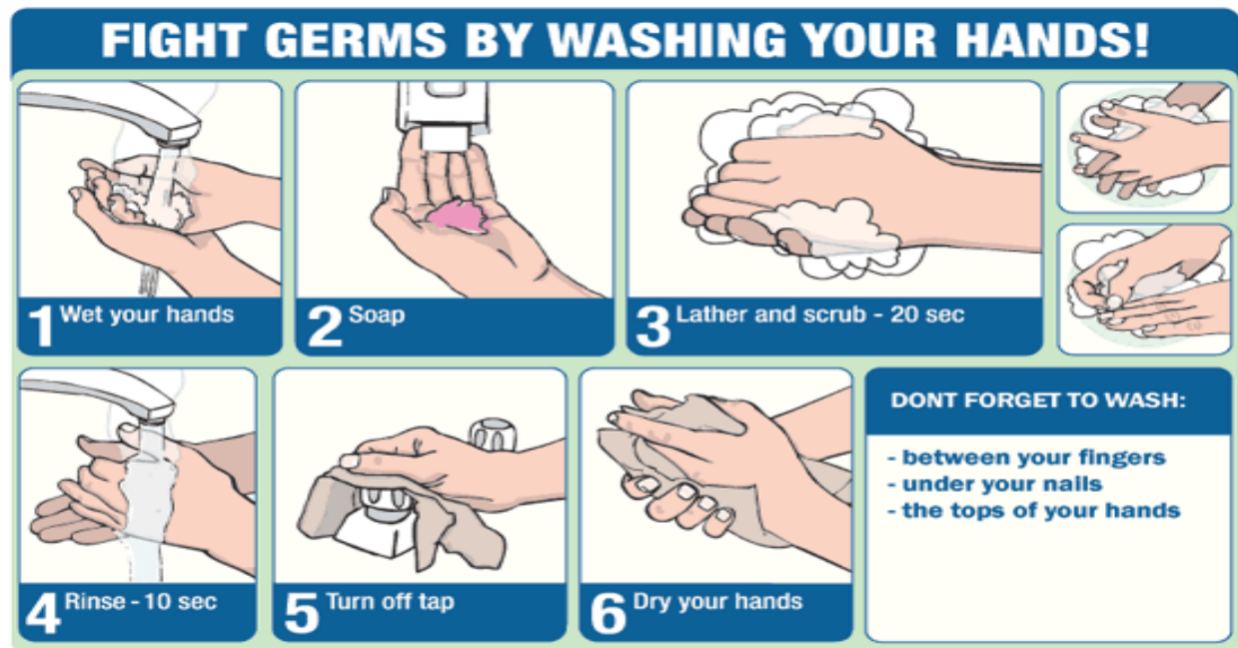 FIGHT GERMS BY WASHING YOUR HANDS!
1 Wet your hands
2 Soap
3 Lather and scrub - 20 sec
4 Rinse - 10 sec
5 Turn off tap
6 Dry your hands
DONT FORGET TO WASH:
- between your fingers
- under your nails
- the tops of your hands